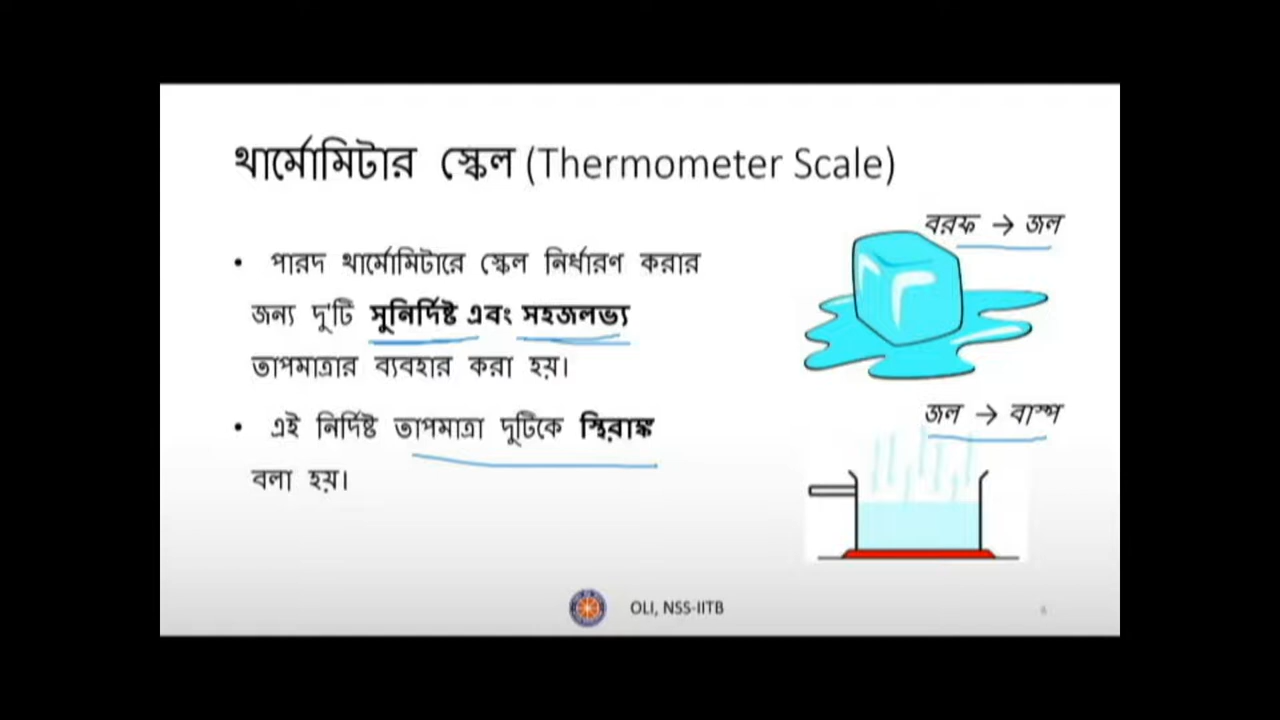 থার্মোমিটার স্কেল (Thermometer Scale)
বরফ → জল
• পারদ থার্মোমিটারে স্কেল নির্ধারণ করার
জন্য দু'টি সুনির্দিষ্ট এবং সহজলভ্য
তাপমাত্রার ব্যবহার করা হয়।
জল → বাস্প
• এই নির্দিষ্ট তাপমাত্রা দুটিকে স্থিরাঙ্ক
বলা হয়।
OLI, NSS-IITB